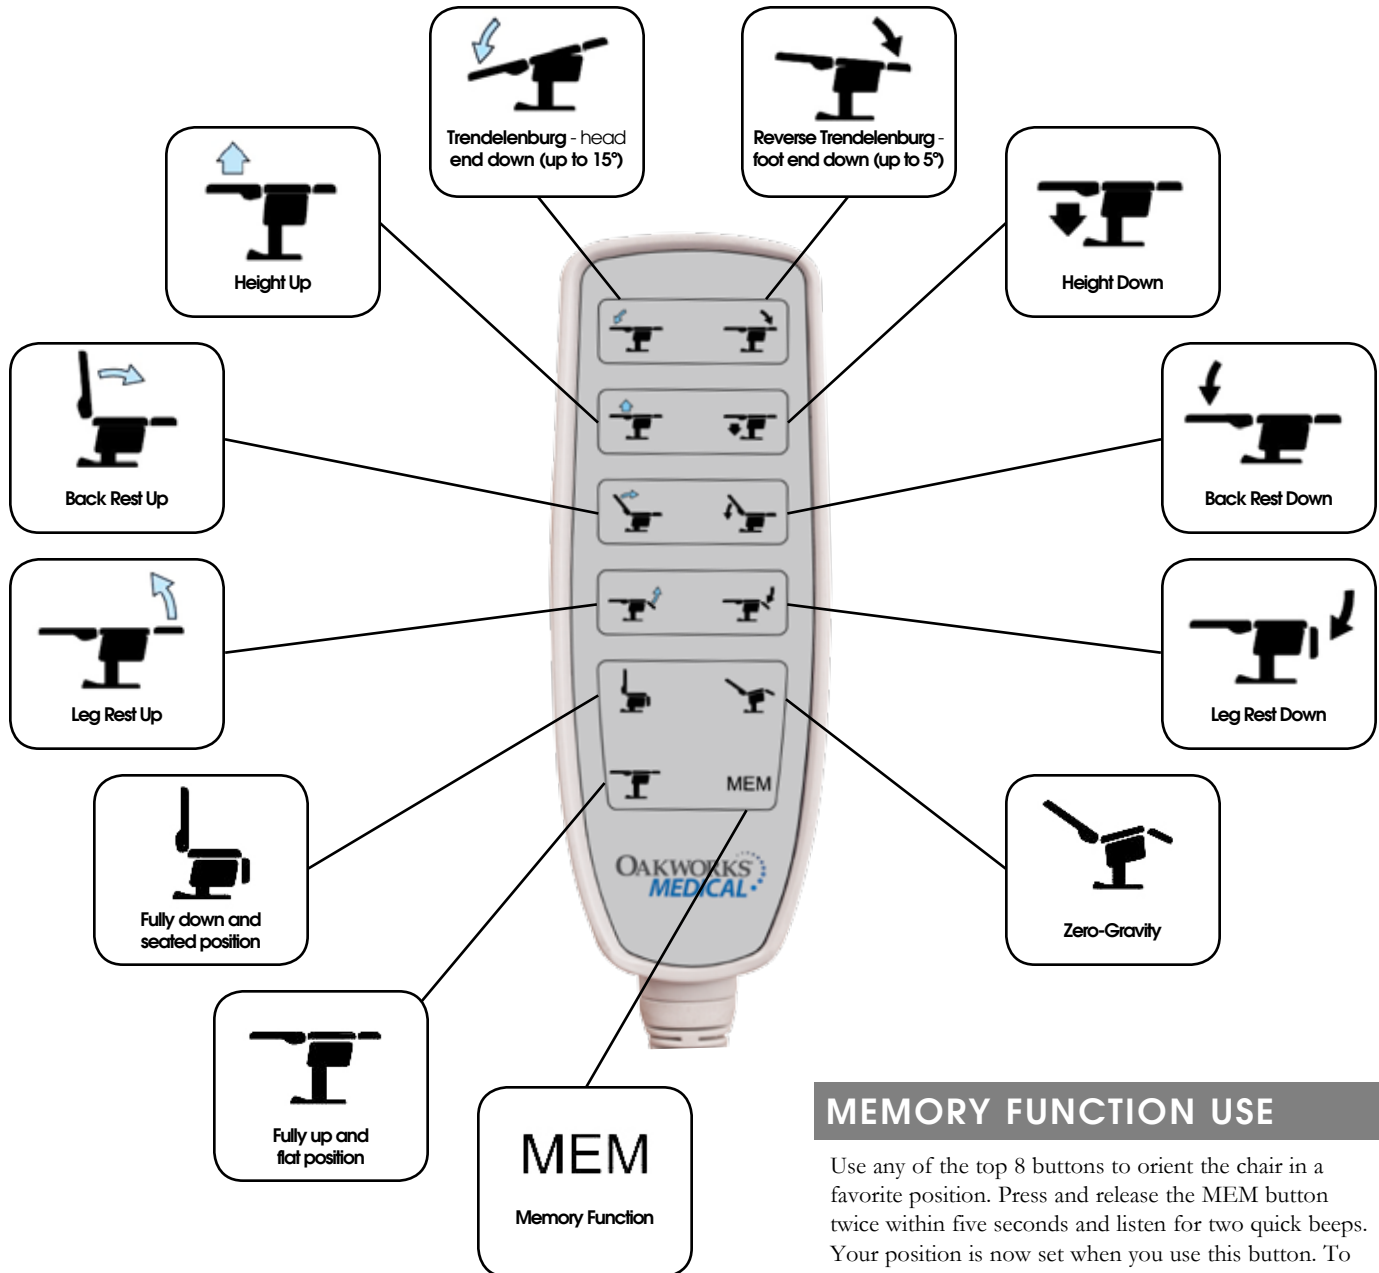 Trendelenburg - head
end down (up to 15°)
Reverse Trendelenburg -
foot end down (up to 5°)
Height Up
Height Down
Back Rest Up
Back Rest Down
Leg Rest Up
Leg Rest Down
MEM
OAKWORKS
MEDICAL
Fully down and
seated position
Zero-Gravity
Fully up and
flat position
MEM
Memory Function
MEMORY FUNCTION USE
Use any of the top 8 buttons to orient the chair in a
favorite position. Press and release the MEM button
twice within five seconds and listen for two quick beeps.
Your position is now set when you use this button. To